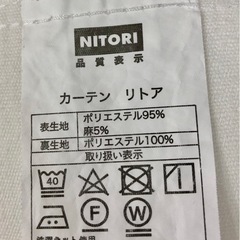 NITORI
品質表示
カーテン リトア
表生地 ポリエステル95%
麻5%
裏生地 ポリエステル100%
取り扱い表示
40
F W